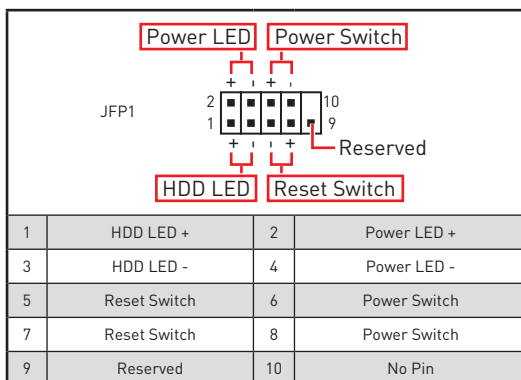 Power LED Power Switch
+ - + -
JFP1
2 10
1 9
+ - - +
Reserved
HDD LED Reset Switch
1 HDD LED + 2 Power LED +
3 HDD LED - 4 Power LED -
5 Reset Switch 6 Power Switch
7 Reset Switch 8 Power Switch
9 Reserved 10 No Pin